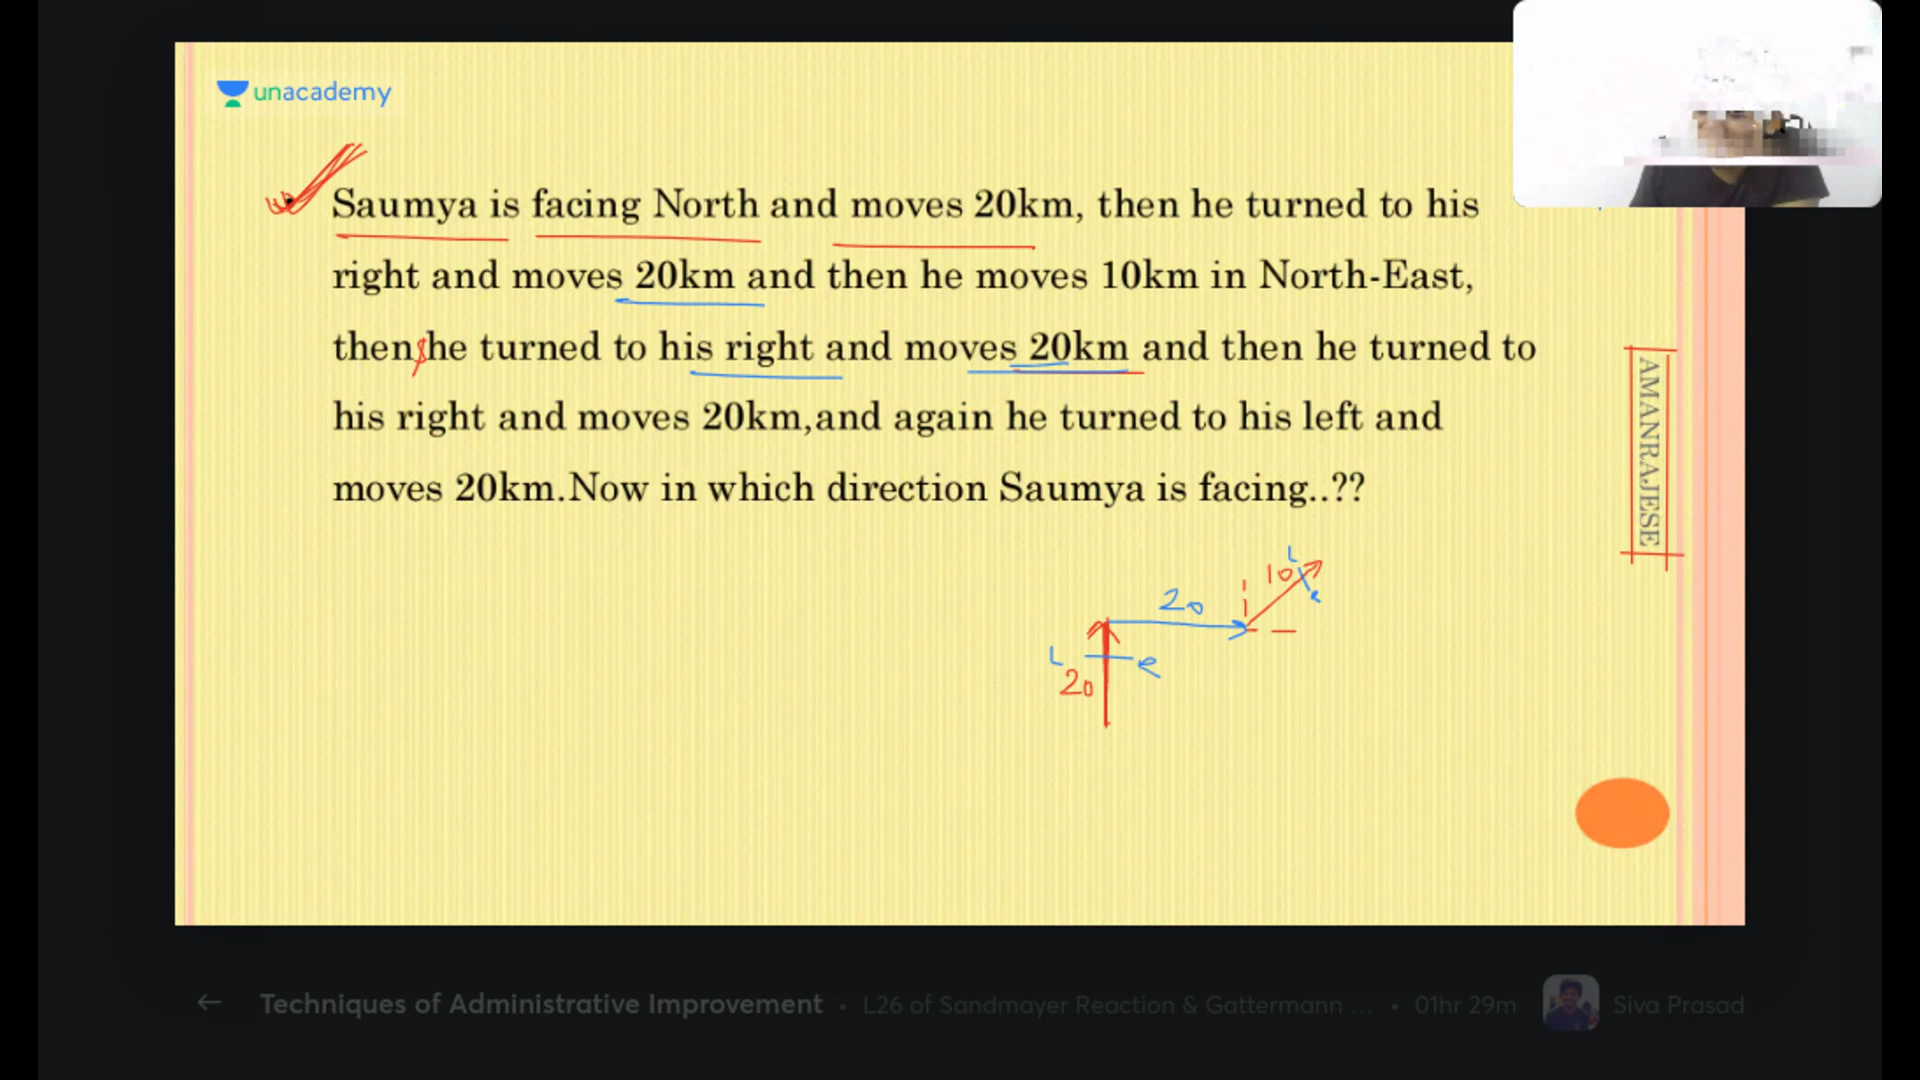 unacademy
Saumya is facing North and moves 20km, then he turned to his
right and moves 20km and then he moves 10km in North-East,
then he turned to his right and moves 20km and then he turned to
his right and moves 20km,and again he turned to his left and
moves 20km.Now in which direction Saumya is facing..??
AMANRAJESE
L
10
R
20
L
R
20
Techniques of Administrative Improvement • L26 of Sandmayer Reaction & Gattermann ... • 01hr 29m Siva Prasad